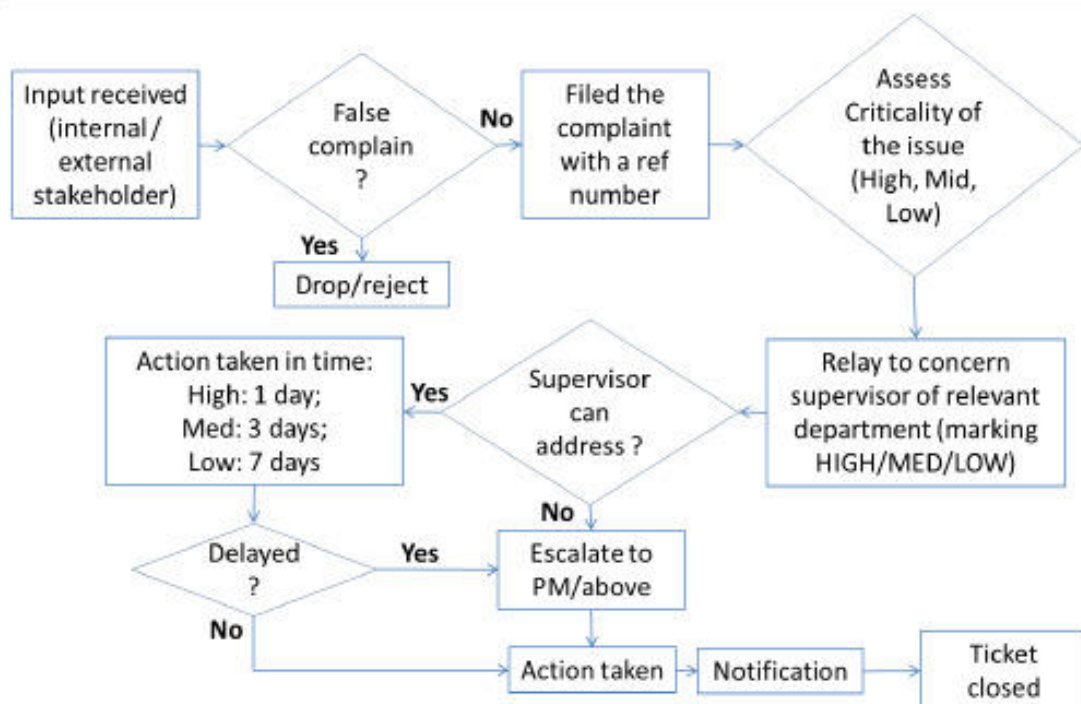 Input received
(internal /
external
stakeholder)
False
complain
?
No
Filed the
complaint
with a ref
number
Assess
Criticality of
the issue
(High, Mid,
Low)
Yes
Drop/reject
Relay to concern
supervisor of relevant
department (marking
HIGH/MED/LOW)
Supervisor
can
address ?
Yes
Action taken in time:
High: 1 day;
Med: 3 days;
Low: 7 days
No
Delayed
?
Yes
Escalate to
PM/above
No
Action taken
Notification
Ticket
closed